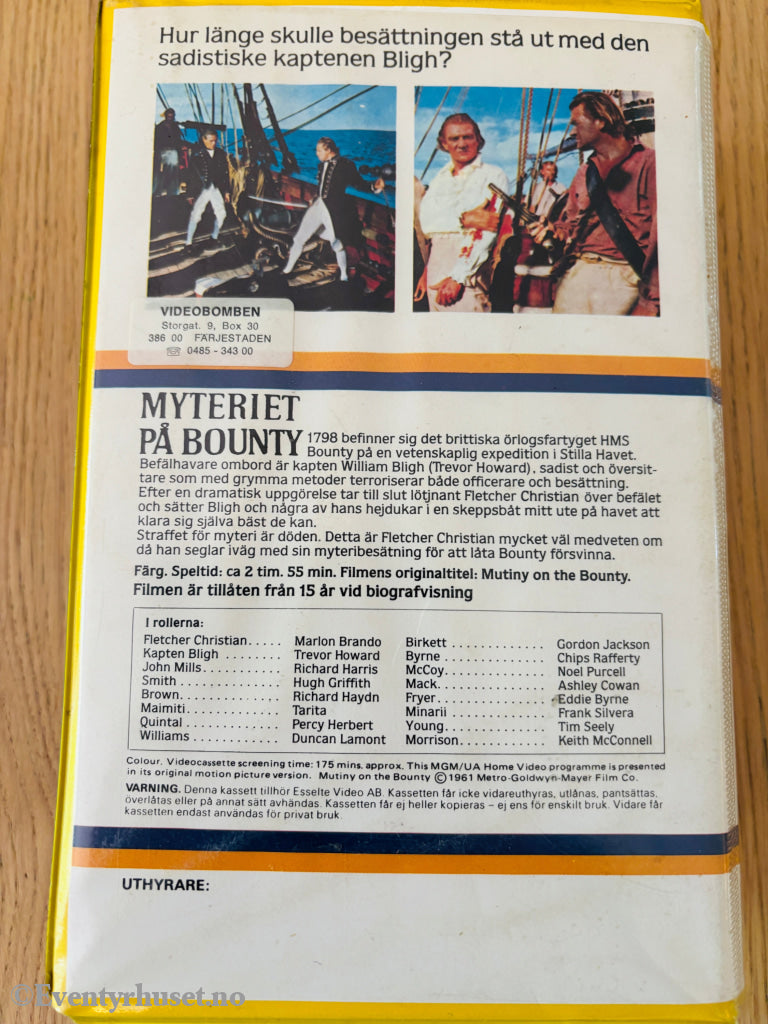 Hur länge skulle besättningen stå ut med den
sadistiske kaptenen Bligh?
VIDEOBOMBEN
Storgat. 9, Box 30
386 00 FÄRJESTADEN
☏ 0485 - 343 00
MYTERIET
PÅ BOUNTY 1798 befinner sig det brittiska örlogsfartyget HMS
Bounty på en vetenskaplig expedition i Stilla Havet.
Befälhavare ombord är kapten William Bligh (Trevor Howard), sadist och översit-
tare som med grymma metoder terroriserar både officerare och besättning.
Efter en dramatisk uppgörelse tar till slut löjtnant Fletcher Christian över befälet
och sätter Bligh och några av hans hejdukar i en skeppsbåt mitt ute på havet att
klara sig själva bäst de kan.
Straffet för myteri är döden. Detta är Fletcher Christian mycket väl medveten om
då han seglar iväg med sin myteribesätning för att låta Bounty försvinna.
Färg. Speltid: ca 2 tim. 55 min. Filmens originaltitel: Mutiny on the Bounty.
Filmen är tillåten från 15 år vid biografvisning
I rollerna:
Fletcher Christian..... Marlon Brando
Kapten Bligh ........ Trevor Howard
John Mills........... Richard Harris
Smith ............. Hugh Griffith
Brown............. Richard Haydn
Maimiti............ Tarita
Quintal ............ Percy Herbert
Williams ........... Duncan Lamont
Birkett ............. Gordon Jackson
Byrne ............. Chips Rafferty
McCoy............. Noel Purcell
Mack.............. Ashley Cowan
Fryer.............. Eddie Byrne
Minarii ............ Frank Silvera
Young............. Tim Seely
Morrison........... Keith McConnell
Colour. Videocassette screening time: 175 mins. approx. This MGM/UA Home Video programme is presented
in its original motion picture version. Mutiny on the Bounty © 1961 Metro-Goldwyn-Mayer Film Co.
VARNING. Denna kassett tillhör Esselte Video AB. Kassetten får icke vidareuthyras, utlånas, pantsättas,
överlåtas eller på annat sätt avhändas. Kassetten får ej heller kopieras – ej ens för enskilt bruk. Vidare får
kassetten endast användas för privat bruk.
UTHYRARE:
©Eventyrhuset.no